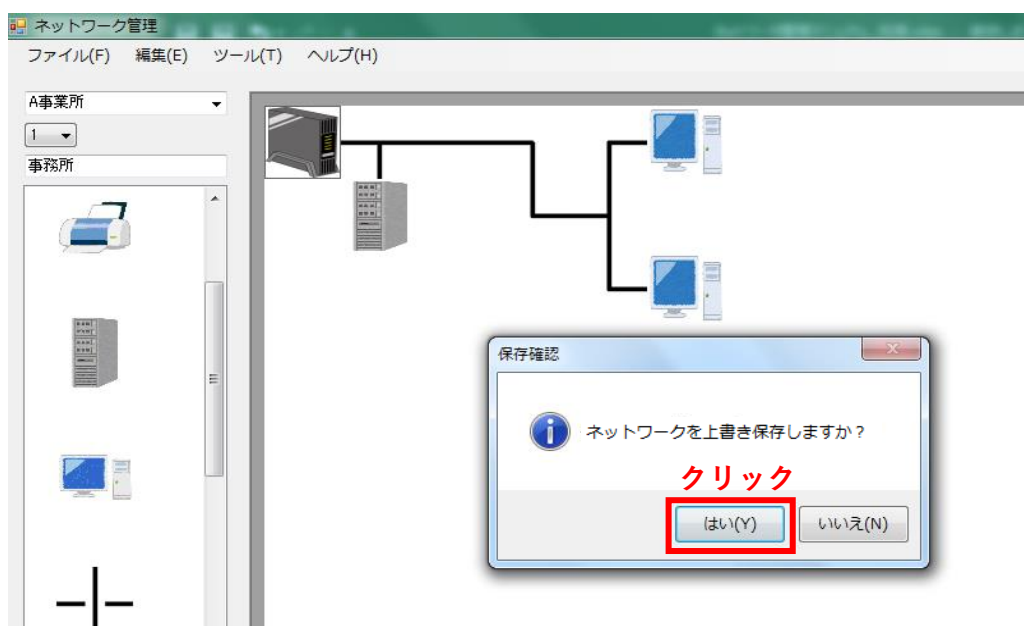 ネットワーク管理
ファイル(F) 編集(E) ツール(T) ヘルプ(H)
A事業所
1
事務所
保存確認
ネットワークを上書き保存しますか？
クリック
はい(Y) いいえ(N)